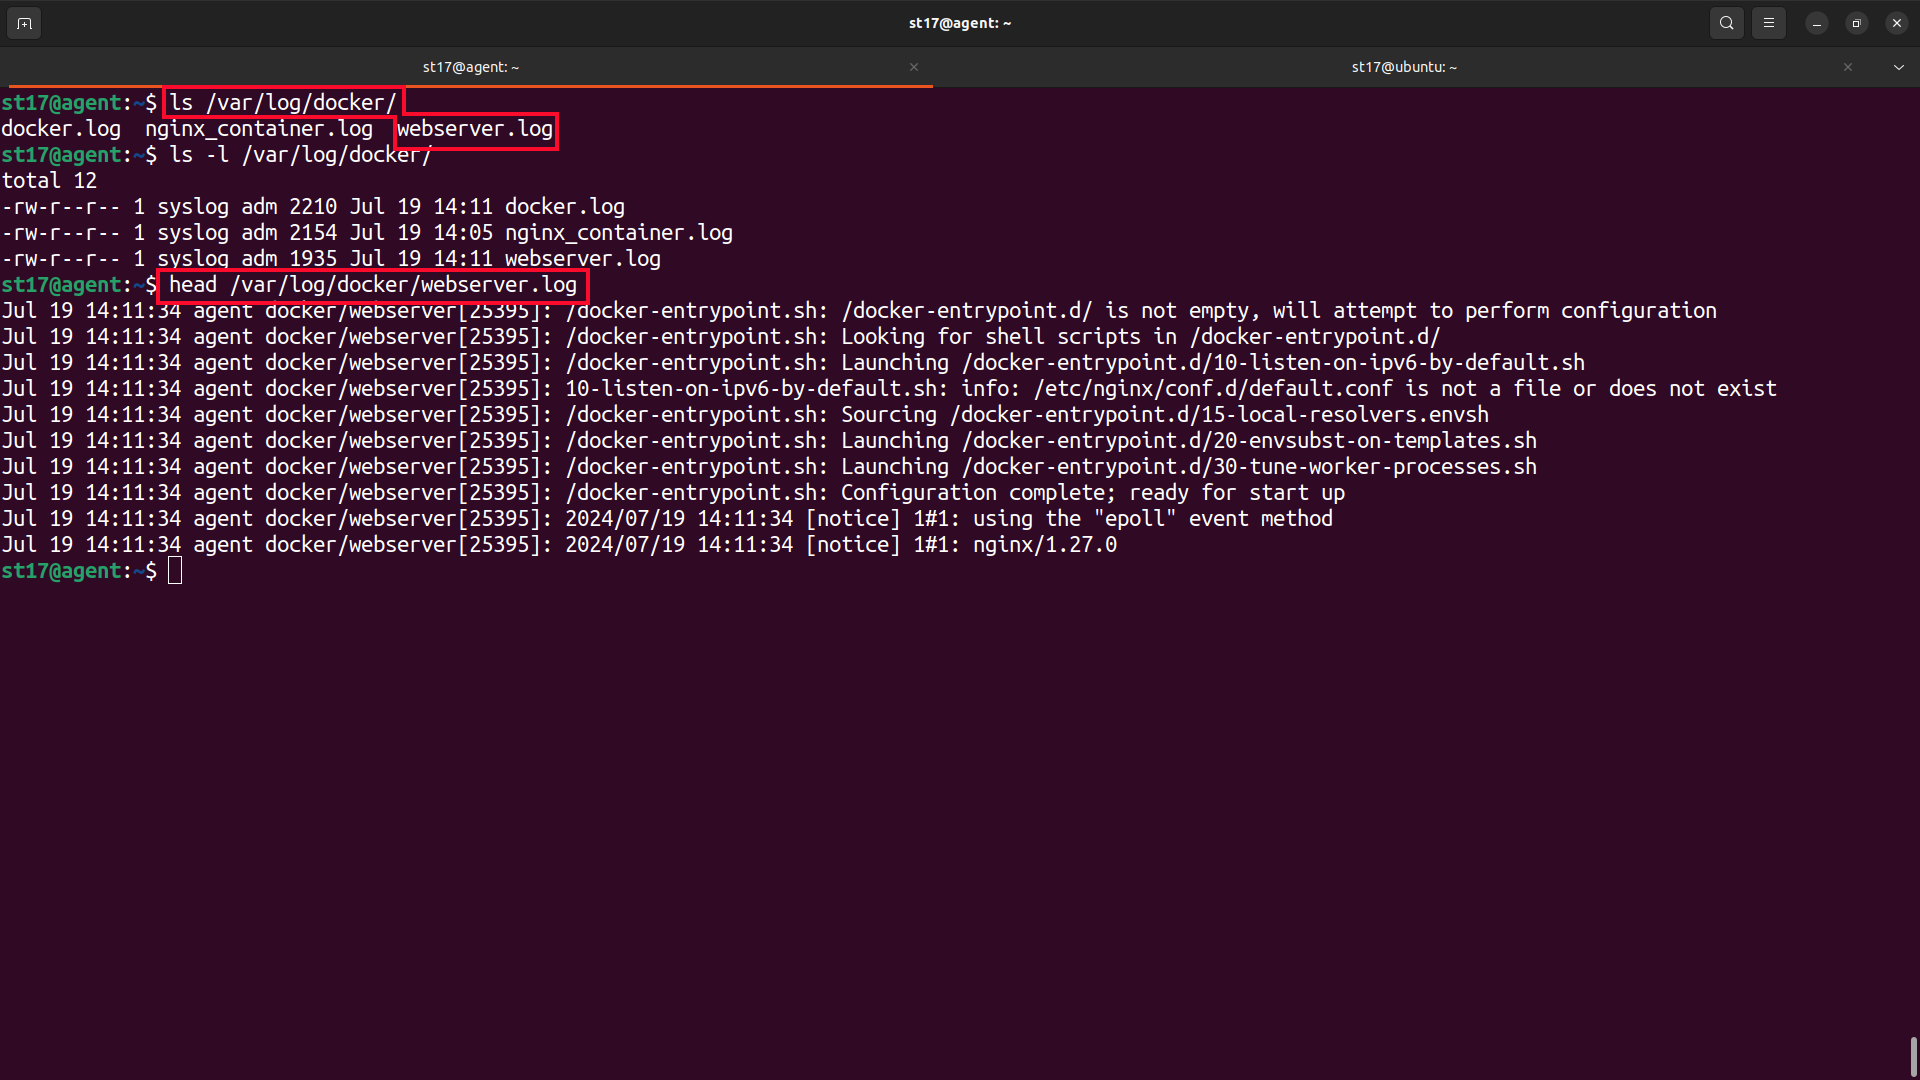 st17@agent: ~
st17@agent: ~
st17@ubuntu: ~
st17@agent:~$ ls /var/log/docker/
docker.log  nginx_container.log  webserver.log
st17@agent:~$ ls -l /var/log/docker/
total 12
-rw-r--r-- 1 syslog adm 2210 Jul 19 14:11 docker.log
-rw-r--r-- 1 syslog adm 2154 Jul 19 14:05 nginx_container.log
-rw-r--r-- 1 syslog adm 1935 Jul 19 14:11 webserver.log
st17@agent:~$ head /var/log/docker/webserver.log
Jul 19 14:11:34 agent docker/webserver[25395]: /docker-entrypoint.sh: /docker-entrypoint.d/ is not empty, will attempt to perform configuration
Jul 19 14:11:34 agent docker/webserver[25395]: /docker-entrypoint.sh: Looking for shell scripts in /docker-entrypoint.d/
Jul 19 14:11:34 agent docker/webserver[25395]: /docker-entrypoint.sh: Launching /docker-entrypoint.d/10-listen-on-ipv6-by-default.sh
Jul 19 14:11:34 agent docker/webserver[25395]: 10-listen-on-ipv6-by-default.sh: info: /etc/nginx/conf.d/default.conf is not a file or does not exist
Jul 19 14:11:34 agent docker/webserver[25395]: /docker-entrypoint.sh: Sourcing /docker-entrypoint.d/15-local-resolvers.envsh
Jul 19 14:11:34 agent docker/webserver[25395]: /docker-entrypoint.sh: Launching /docker-entrypoint.d/20-envsubst-on-templates.sh
Jul 19 14:11:34 agent docker/webserver[25395]: /docker-entrypoint.sh: Launching /docker-entrypoint.d/30-tune-worker-processes.sh
Jul 19 14:11:34 agent docker/webserver[25395]: /docker-entrypoint.sh: Configuration complete; ready for start up
Jul 19 14:11:34 agent docker/webserver[25395]: 2024/07/19 14:11:34 [notice] 1#1: using the "epoll" event method
Jul 19 14:11:34 agent docker/webserver[25395]: 2024/07/19 14:11:34 [notice] 1#1: nginx/1.27.0
st17@agent:~$